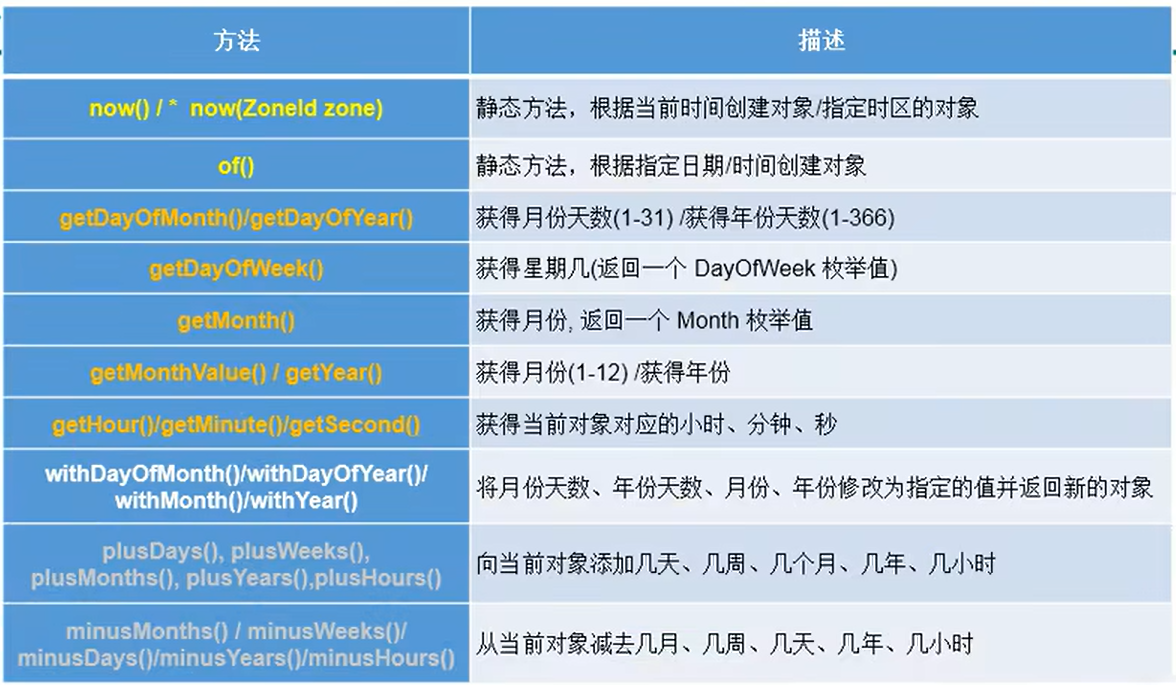 方法
描述
now() / *  now(ZoneId zone)
静态方法，根据当前时间创建对象/指定时区的对象
of()
静态方法，根据指定日期/时间创建对象
getDayOfMonth()/getDayOfYear()
获得月份天数(1-31) /获得年份天数(1-366)
getDayOfWeek()
获得星期几(返回一个 DayOfWeek 枚举值)
getMonth()
获得月份, 返回一个 Month 枚举值
getMonthValue() / getYear()
获得月份(1-12) /获得年份
getHour()/getMinute()/getSecond()
获得当前对象对应的小时、分钟、秒
withDayOfMonth()/withDayOfYear()/
withMonth()/withYear()
将月份天数、年份天数、月份、年份修改为指定的值并返回新的对象
plusDays(), plusWeeks(),
plusMonths(), plusYears(),plusHours()
向当前对象添加几天、几周、几个月、几年、几小时
minusMonths() / minusWeeks()/
minusDays()/minusYears()/minusHours()
从当前对象减去几月、几周、几天、几年、几小时